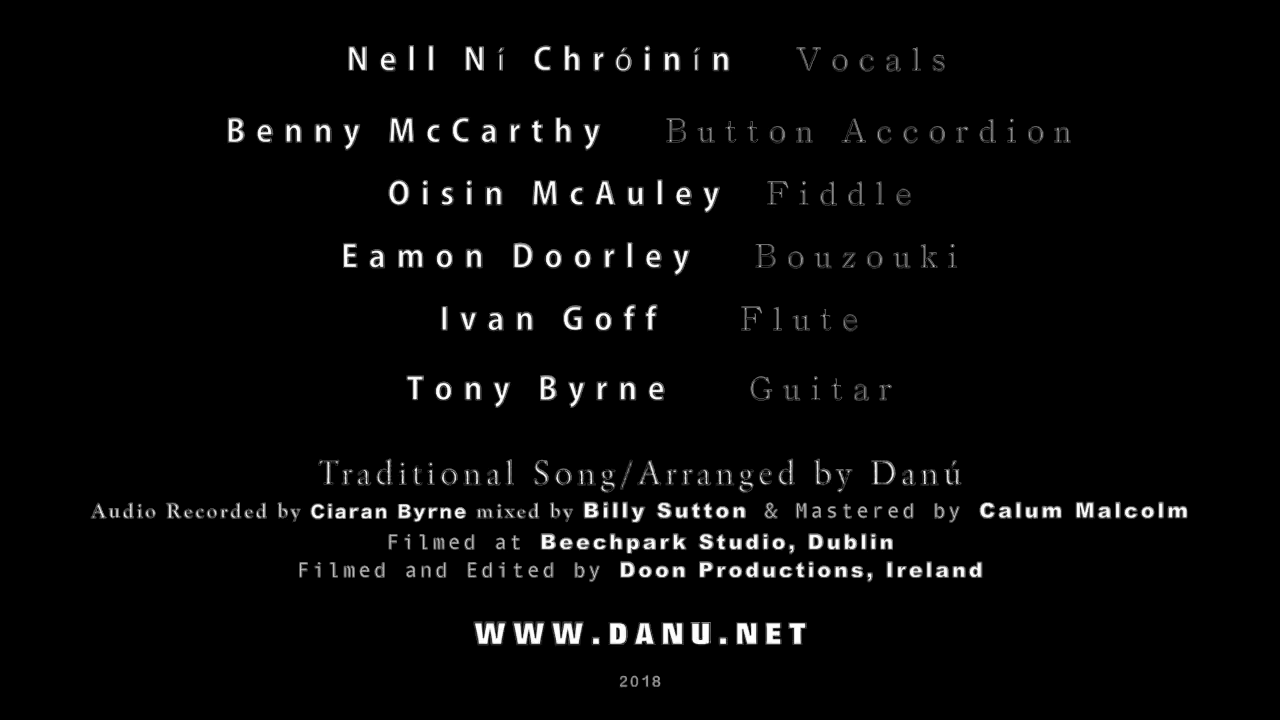 Nell Ní Chróinín Vocals
Benny McCarthy Button Accordion
Oisin McAuley Fiddle
Eamon Doorley Bouzouki
Ivan Goff Flute
Tony Byrne Guitar
Traditional Song/Arranged by Danú
Audio Recorded by Ciaran Byrne mixed by Billy Sutton & Mastered by Calum Malcolm
Filmed at Beechpark Studio, Dublin
Filmed and Edited by Doon Productions, Ireland
WWW.DANU.NET
2018